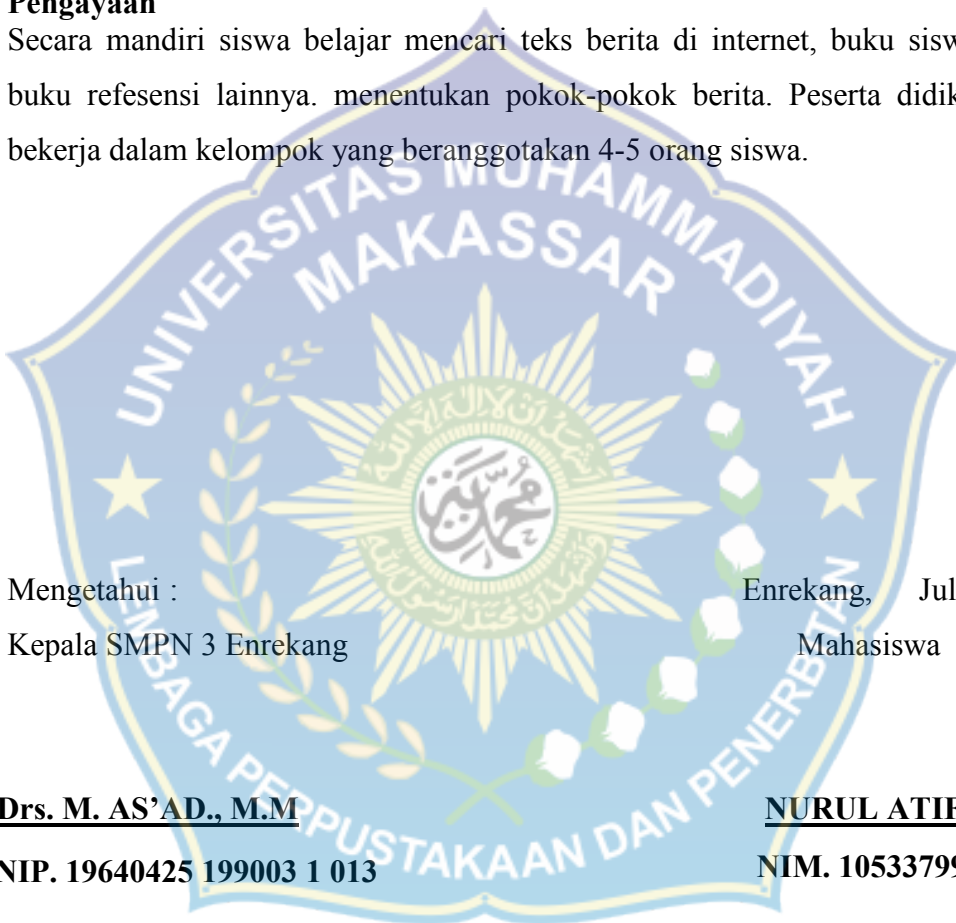 Pengayaan
Secara mandiri siswa belajar mencari teks berita di internet, buku sisw
buku refesensi lainnya. menentukan pokok-pokok berita. Peserta didik
bekerja dalam kelompok yang beranggotakan 4-5 orang siswa.
UNIVERSITAS MUHAMMADIYAH
MAKASSAR
Mengetahui : Enrekang, Jul
Kepala SMPN 3 Enrekang Mahasiswa
Drs. M. AS’AD., M.M NURUL ATI
NIP. 19640425 199003 1 013 NIM. 10533799
LEMBAGA PERPUSTAKAAN DAN PENERBITAN